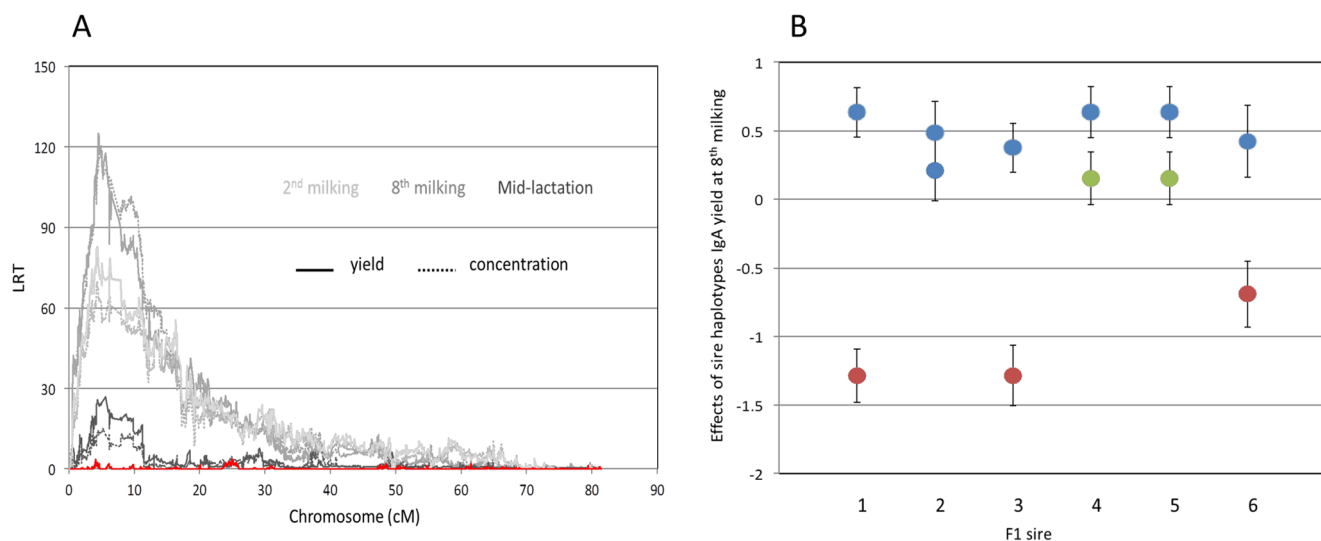 A
150
120
90
60
30
0
LRT
2nd milking 8th milking Mid-lactation
yield concentration
0 10 20 30 40 50 60 70 80 90
Chromosome (cM)
B
1
0.5
0
-0.5
-1
-1.5
-2
Effects of sire haplotypes IgA yield at 8th milking
1 2 3 4 5 6
F1 sire